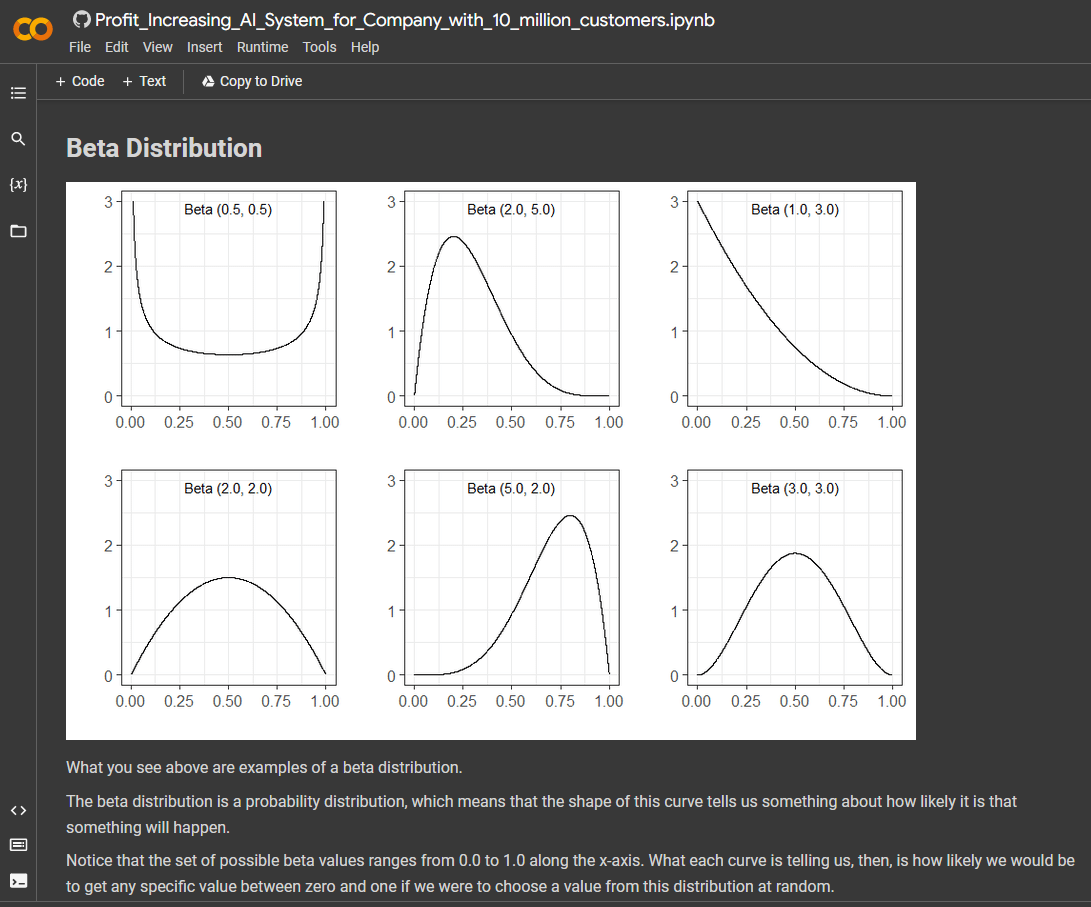 Profit_Increasing_AI_System_for_Company_with_10_million_customers.ipynb
File Edit View Insert Runtime Tools Help
+ Code + Text Copy to Drive
{x}
Beta Distribution
Beta (0.5, 0.5)
3
2
1
0
0.00 0.25 0.50 0.75 1.00
Beta (2.0, 5.0)
3
2
1
0
0.00 0.25 0.50 0.75 1.00
Beta (1.0, 3.0)
3
2
1
0
0.00 0.25 0.50 0.75 1.00
Beta (2.0, 2.0)
3
2
1
0
0.00 0.25 0.50 0.75 1.00
Beta (5.0, 2.0)
3
2
1
0
0.00 0.25 0.50 0.75 1.00
Beta (3.0, 3.0)
3
2
1
0
0.00 0.25 0.50 0.75 1.00
What you see above are examples of a beta distribution.
The beta distribution is a probability distribution, which means that the shape of this curve tells us something about how likely it is that
something will happen.
Notice that the set of possible beta values ranges from 0.0 to 1.0 along the x-axis. What each curve is telling us, then, is how likely we would be
to get any specific value between zero and one if we were to choose a value from this distribution at random.